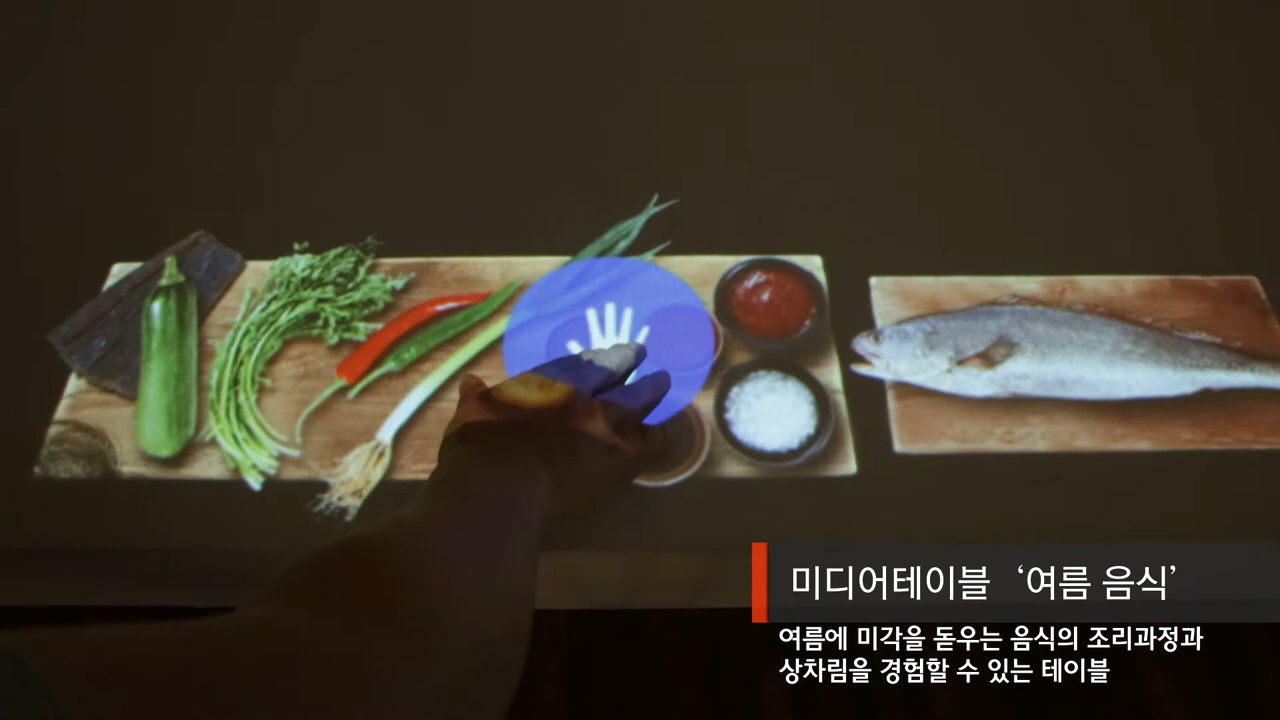 미디어테이블 ‘여름 음식’
여름에 미각을 돋우는 음식의 조리과정과
상차림을 경험할 수 있는 테이블